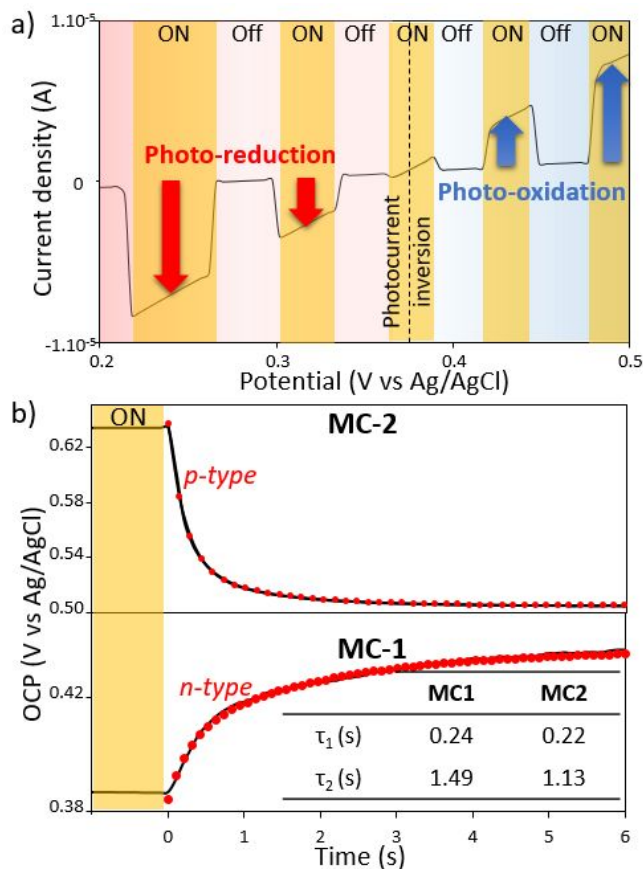 a)
1.10⁻⁵
ON Off ON Off ON Off ON Off ON
Photo-reduction
Photo-oxidation
Photocurrent
inversion
0
-1.10⁻⁵
Current density (A)
0.2 0.3 0.4 0.5
Potential (V vs Ag/AgCl)
b)
ON
MC-2
p-type
0.62
0.58
0.54
0.50
OCP (V vs Ag/AgCl)
MC-1
n-type
0.42
0.38
MC1 MC2
τ₁ (s) 0.24 0.22
τ₂ (s) 1.49 1.13
0 1 2 3 4 5 6
Time (s)